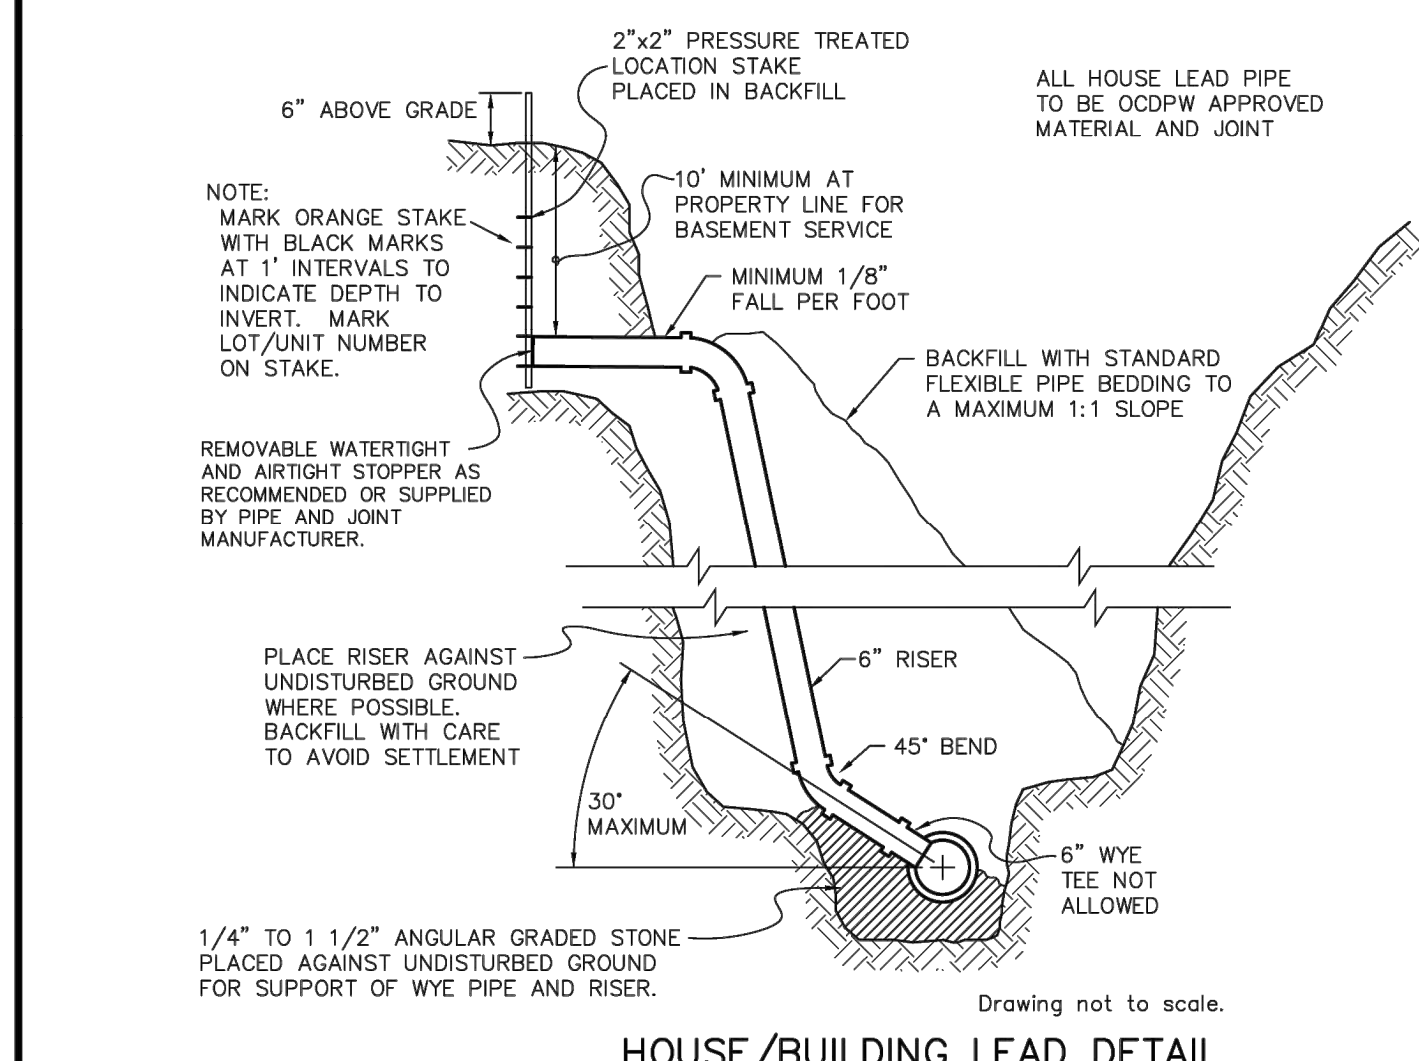 2"x2" PRESSURE TREATED
LOCATION STAKE
PLACED IN BACKFILL
ALL HOUSE LEAD PIPE
TO BE OCDPW APPROVED
MATERIAL AND JOINT
6" ABOVE GRADE
NOTE:
MARK ORANGE STAKE
WITH BLACK MARKS
AT 1' INTERVALS TO
INDICATE DEPTH TO
INVERT. MARK
LOT/UNIT NUMBER
ON STAKE.
10' MINIMUM AT
PROPERTY LINE FOR
BASEMENT SERVICE
MINIMUM 1/8"
FALL PER FOOT
BACKFILL WITH STANDARD
FLEXIBLE PIPE BEDDING TO
A MAXIMUM 1:1 SLOPE
REMOVABLE WATERTIGHT
AND AIRTIGHT STOPPER AS
RECOMMENDED OR SUPPLIED
BY PIPE AND JOINT
MANUFACTURER.
PLACE RISER AGAINST
UNDISTURBED GROUND
WHERE POSSIBLE.
BACKFILL WITH CARE
TO AVOID SETTLEMENT
6" RISER
45° BEND
30°
MAXIMUM
6" WYE
TEE NOT
ALLOWED
1/4" TO 1 1/2" ANGULAR GRADED STONE
PLACED AGAINST UNDISTURBED GROUND
FOR SUPPORT OF WYE PIPE AND RISER.
Drawing not to scale.
HOUSE/BUILDING LEAD DETAIL